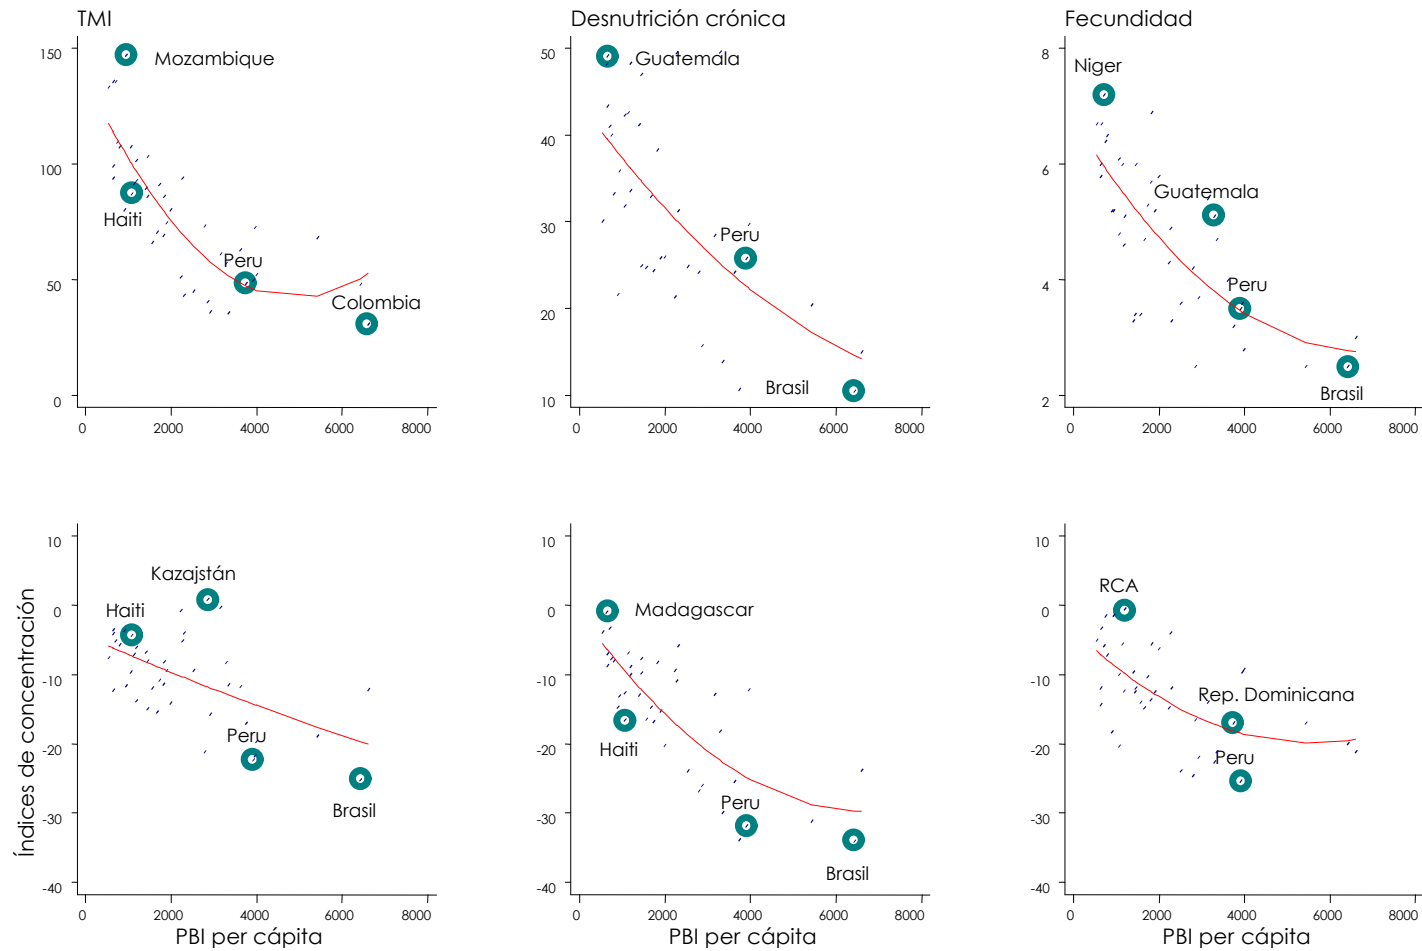 TMI
Desnutrición crónica
Fecundidad
150
100
50
0
Mozambique
Haiti
Peru
Colombia
0 2000 4000 6000 8000
50
40
30
20
10
Guatemála
Peru
Brasil
0 2000 4000 6000 8000
8
6
4
2
Niger
Guatemala
Peru
Brasil
0 2000 4000 6000 8000
Índices de concentración
10
0
-10
-20
-30
-40
Kazajstán
Haiti
Peru
Brasil
0 2000 4000 6000 8000
PBI per cápita
10
0
-10
-20
-30
-40
Madagascar
Haiti
Peru
Brasil
0 2000 4000 6000 8000
PBI per cápita
10
0
-10
-20
-30
-40
RCA
Rep. Dominicana
Peru
0 2000 4000 6000 8000
PBI per cápita